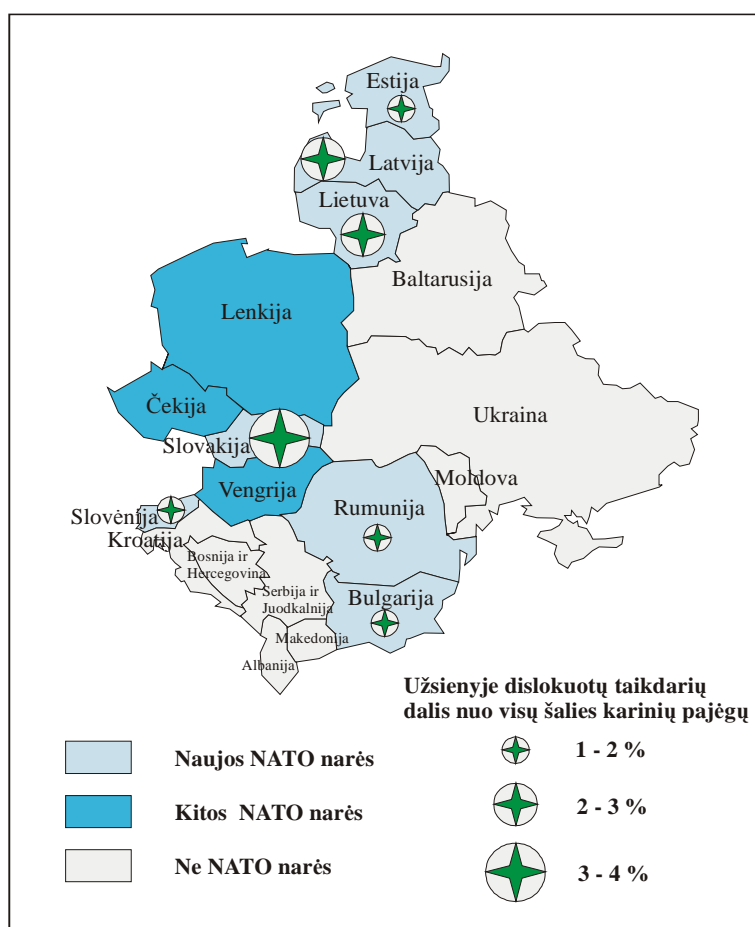 Estija
Latvija
Lietuva
Baltarusija
Lenkija
Čekija
Ukraina
Slovakija
Moldova
Vengrija
Rumunija
Slovėnija
Kroatija
Bosnija ir
Hercegovina
Serbija ir
Juodkalnija
Bulgarija
Makedonija
Albanija
Užsienyje dislokuotų taikdarių
dalis nuo visų šalies karinių pajėgų
Naujos NATO narės
1 - 2 %
Kitos NATO narės
2 - 3 %
Ne NATO narės
3 - 4 %